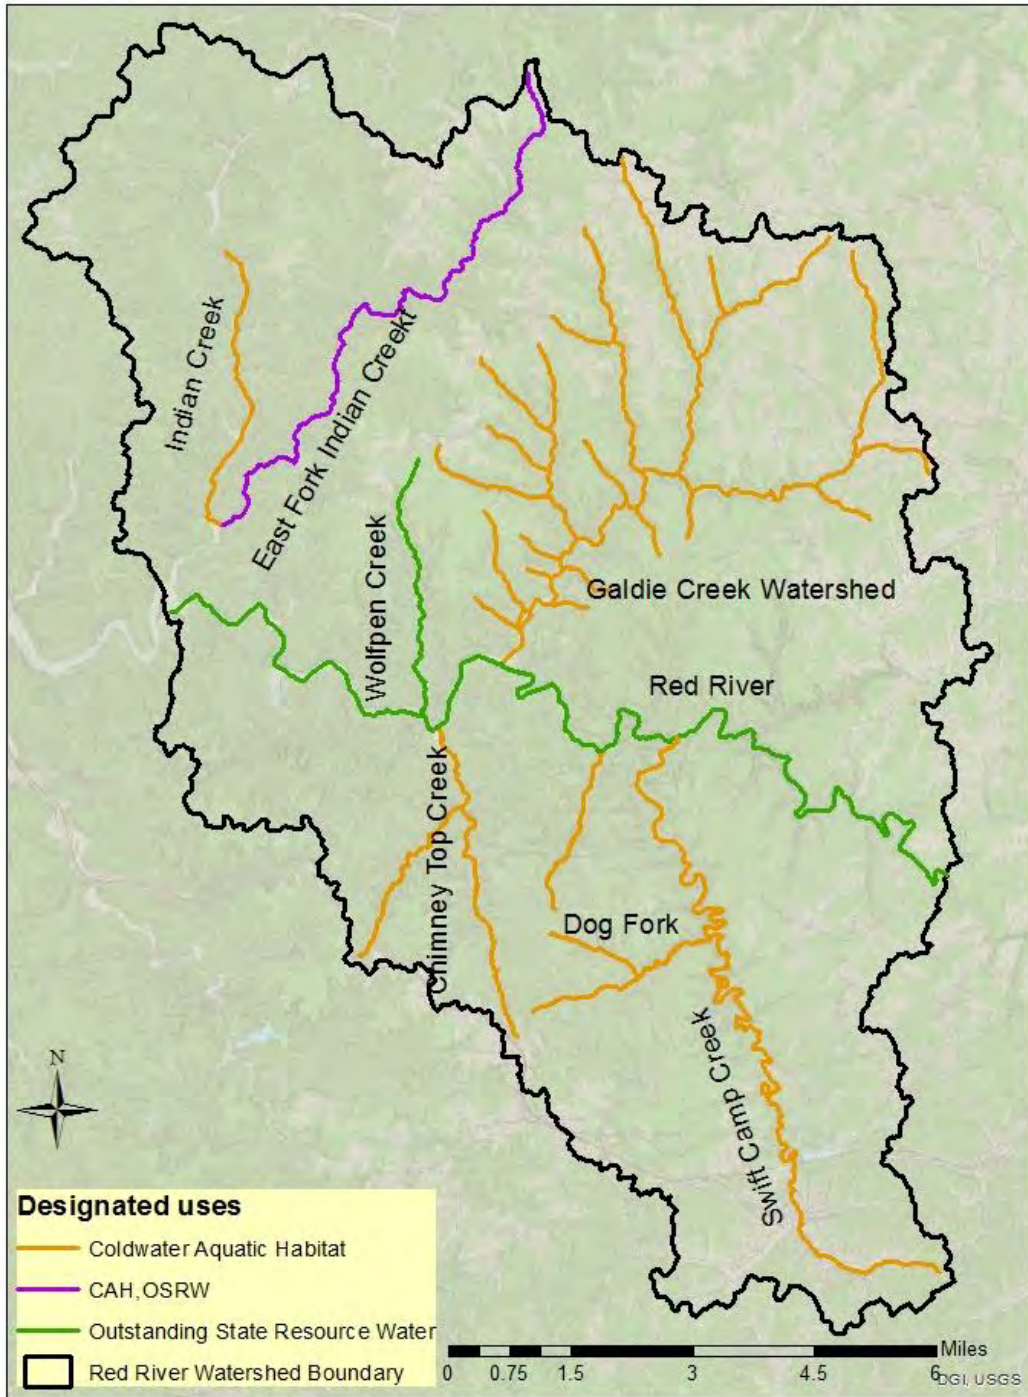 Indian Creek
East Fork Indian Creekt
Wolfpen Creek
Galdie Creek Watershed
Red River
Chimney Top Creek
Dog Fork
Swift Camp Creek
N
Designated uses
Coldwater Aquatic Habitat
CAH,OSRW
Outstanding State Resource Water
Red River Watershed Boundary
Miles
0 0.75 1.5 3 4.5 6
CGI, USGS